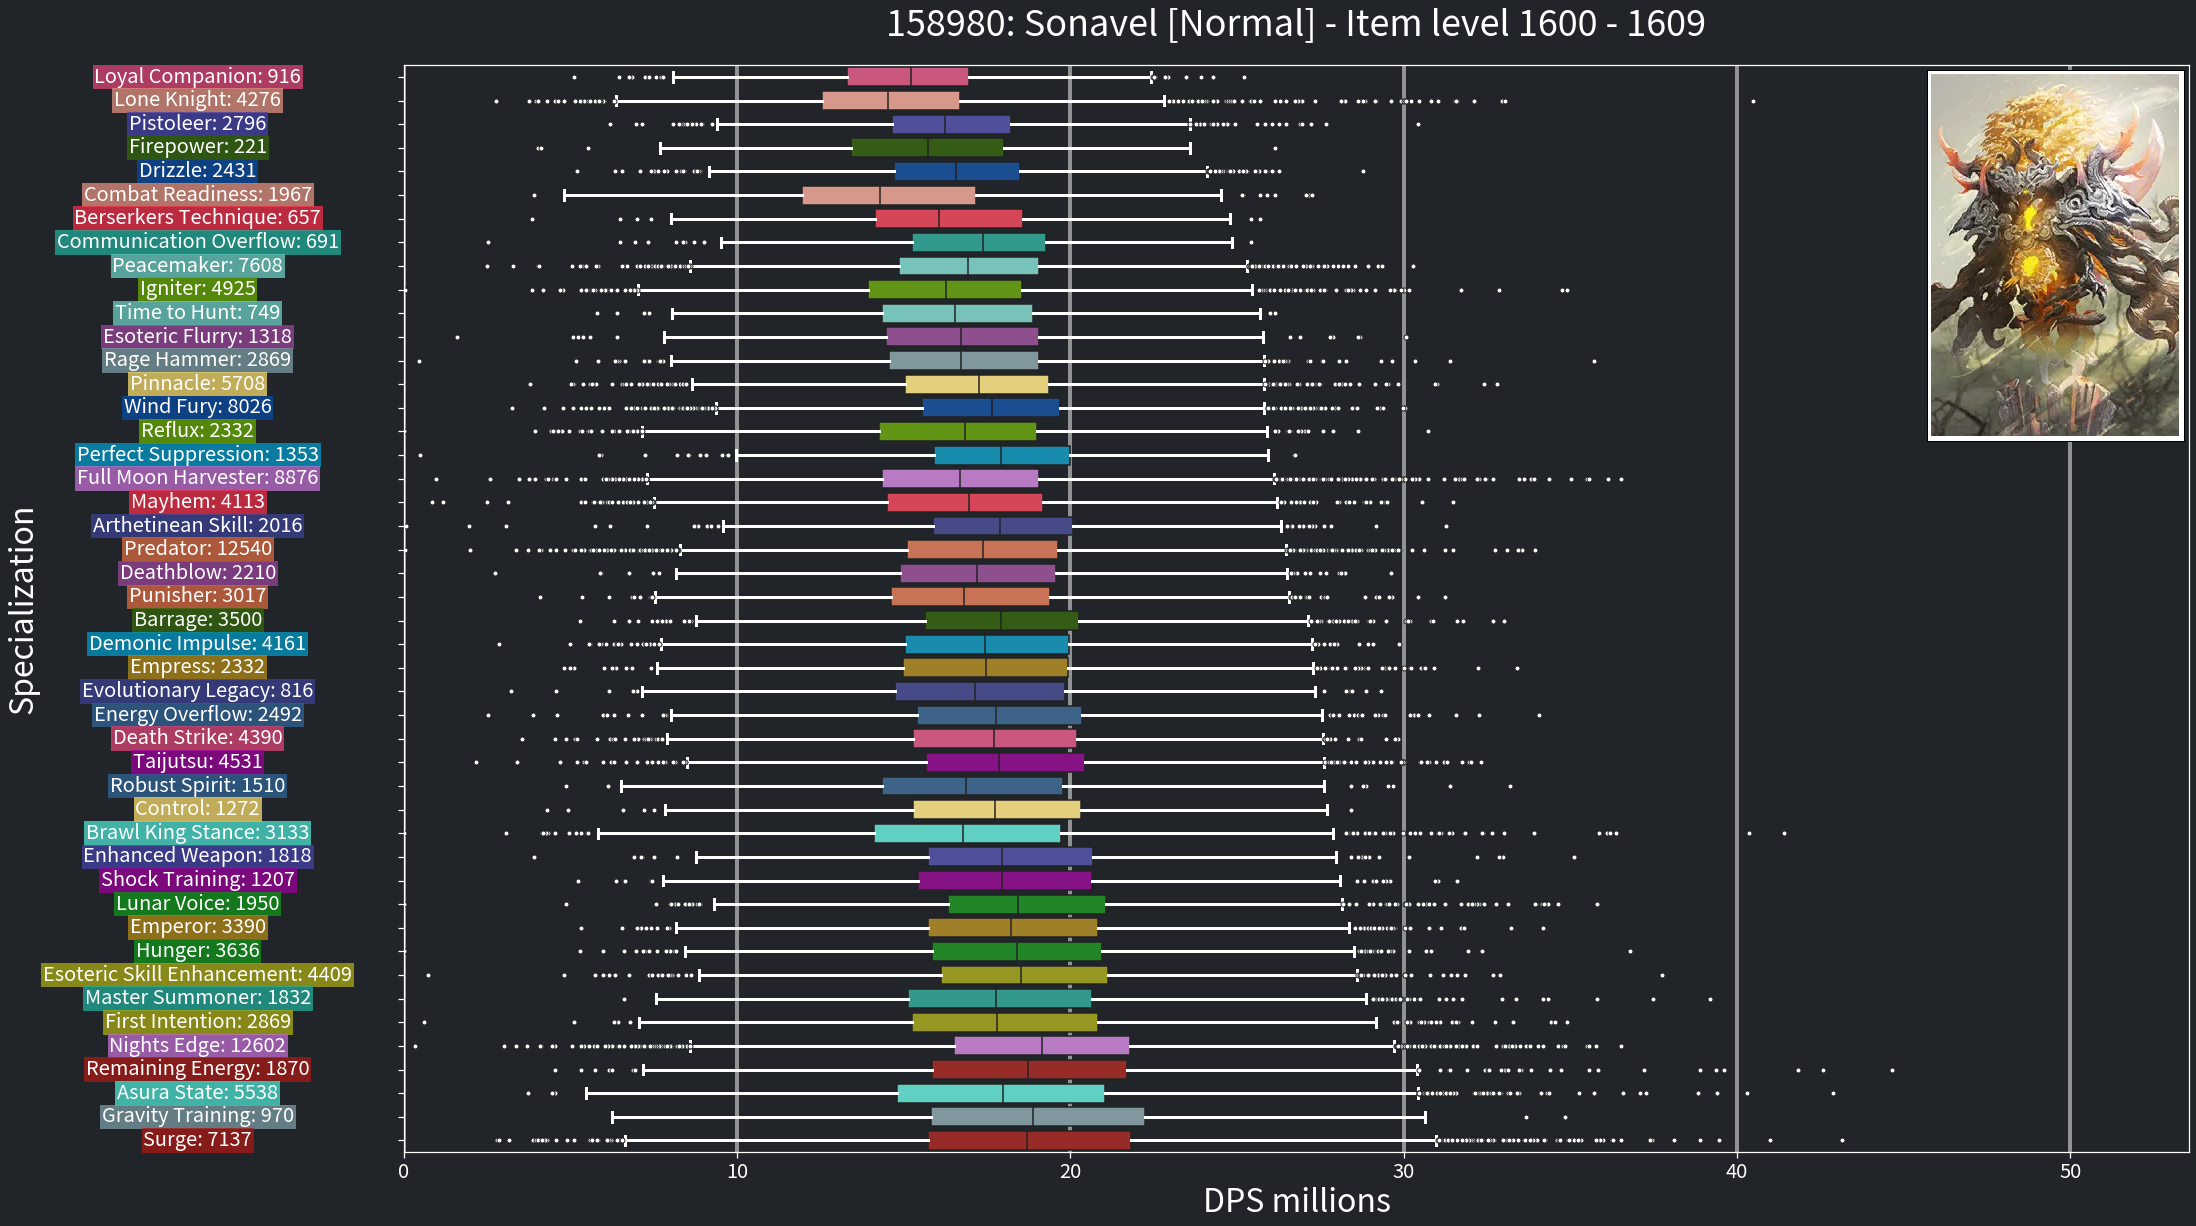 158980: Sonavel [Normal] - Item level 1600 - 1609
Specialization
Loyal Companion: 916
Lone Knight: 4276
Pistoleer: 2796
Firepower: 221
Drizzle: 2431
Combat Readiness: 1967
Berserkers Technique: 657
Communication Overflow: 691
Peacemaker: 7608
Igniter: 4925
Time to Hunt: 749
Esoteric Flurry: 1318
Rage Hammer: 2869
Pinnacle: 5708
Wind Fury: 8026
Reflux: 2332
Perfect Suppression: 1353
Full Moon Harvester: 8876
Mayhem: 4113
Arthetinean Skill: 2016
Predator: 12540
Deathblow: 2210
Punisher: 3017
Barrage: 3500
Demonic Impulse: 4161
Empress: 2332
Evolutionary Legacy: 816
Energy Overflow: 2492
Death Strike: 4390
Taijutsu: 4531
Robust Spirit: 1510
Control: 1272
Brawl King Stance: 3133
Enhanced Weapon: 1818
Shock Training: 1207
Lunar Voice: 1950
Emperor: 3390
Hunger: 3636
Esoteric Skill Enhancement: 4409
Master Summoner: 1832
First Intention: 2869
Nights Edge: 12602
Remaining Energy: 1870
Asura State: 5538
Gravity Training: 970
Surge: 7137
0 10 20 30 40 50
DPS millions